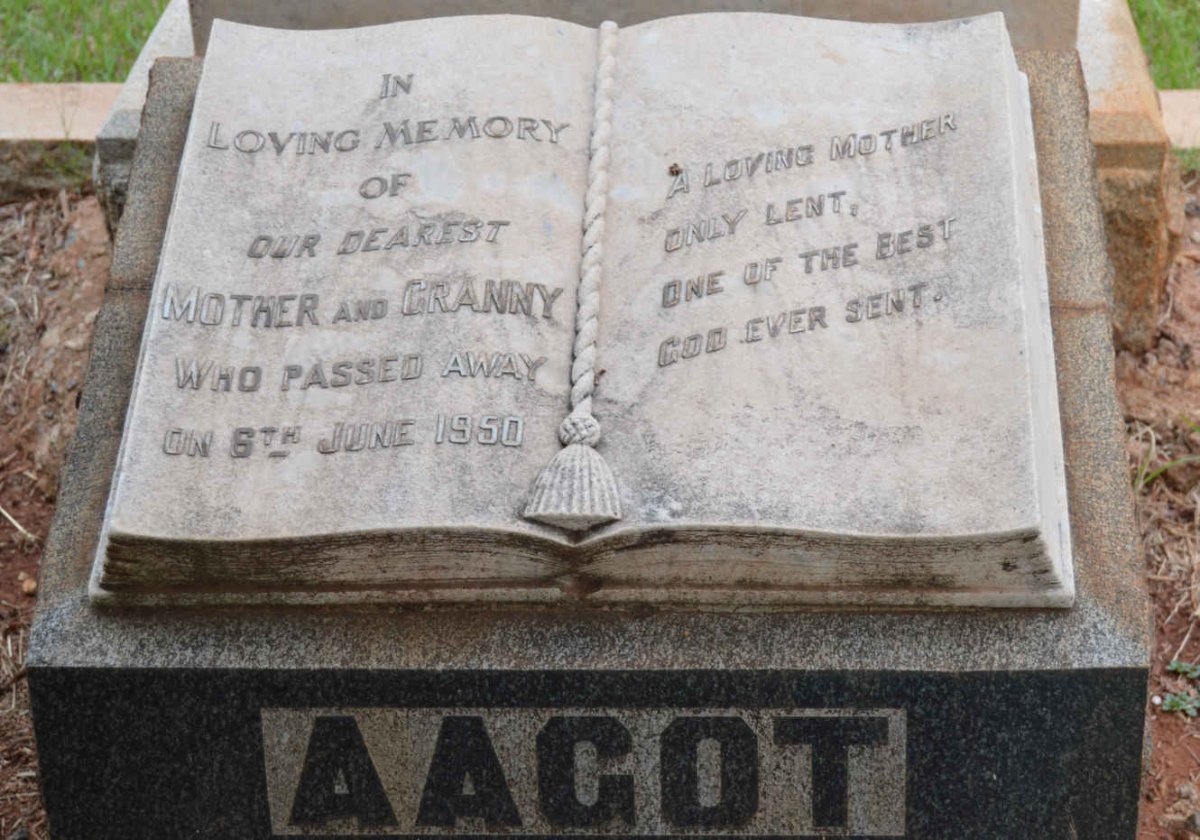 IN
LOVING MEMORY
OF
OUR DEAREST
MOTHER AND GRANNY
WHO PASSED AWAY
ON 6TH JUNE 1950
A LOVING MOTHER
ONLY LENT,
ONE OF THE BEST
GOD EVER SENT.
AAGOT